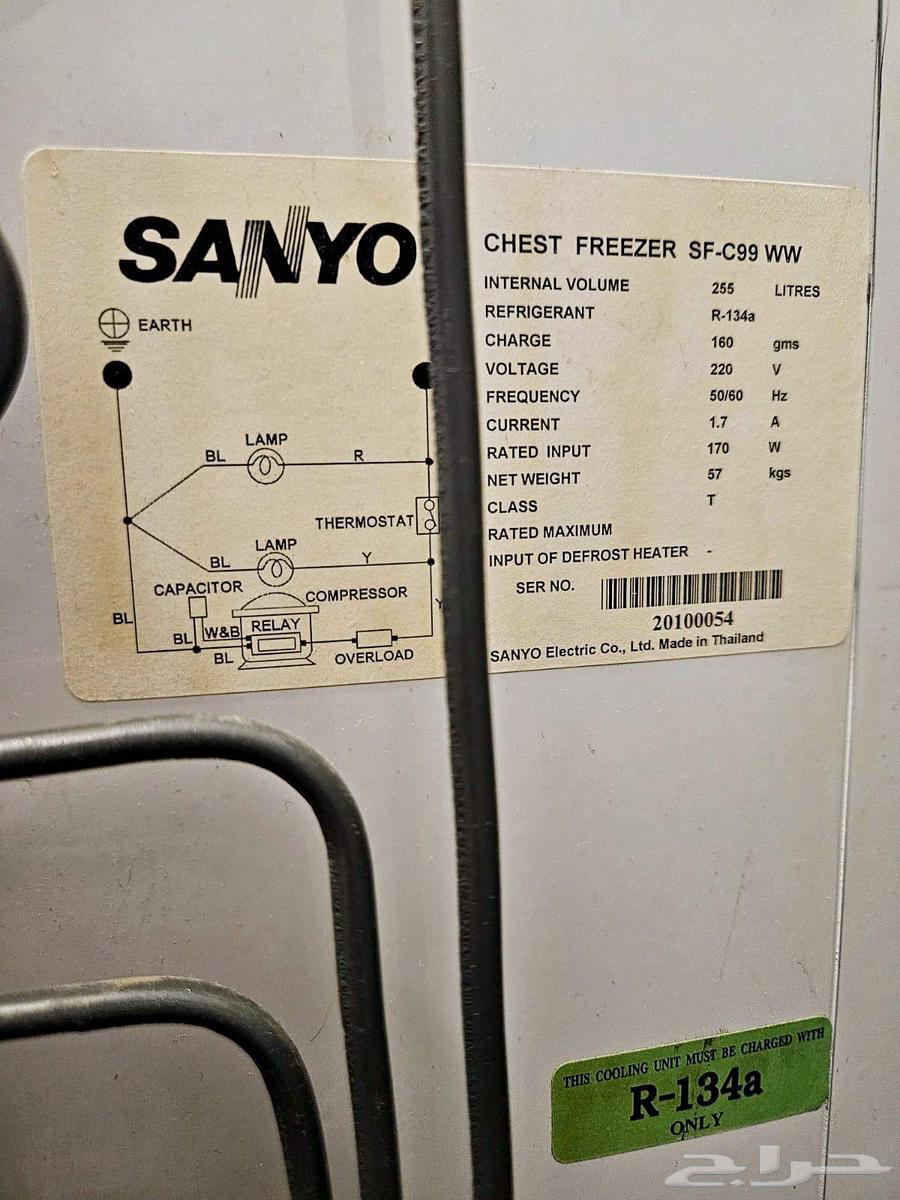 SANYO
EARTH
LAMP
BL
R
THERMOSTAT
LAMP
BL
Y
CAPACITOR
COMPRESSOR
BL
Y
W&B
RELAY
BL
BL
OVERLOAD
CHEST FREEZER SF-C99 WW
INTERNAL VOLUME 255 LITRES
REFRIGERANT R-134a
CHARGE 160 gms
VOLTAGE 220 V
FREQUENCY 50/60 Hz
CURRENT 1.7 A
RATED INPUT 170 W
NET WEIGHT 57 kgs
CLASS T
RATED MAXIMUM
INPUT OF DEFROST HEATER -
SER NO.
20100054
SANYO Electric Co., Ltd. Made in Thailand
THIS COOLING UNIT MUST BE CHARGED WITH
R-134a
ONLY
حراج